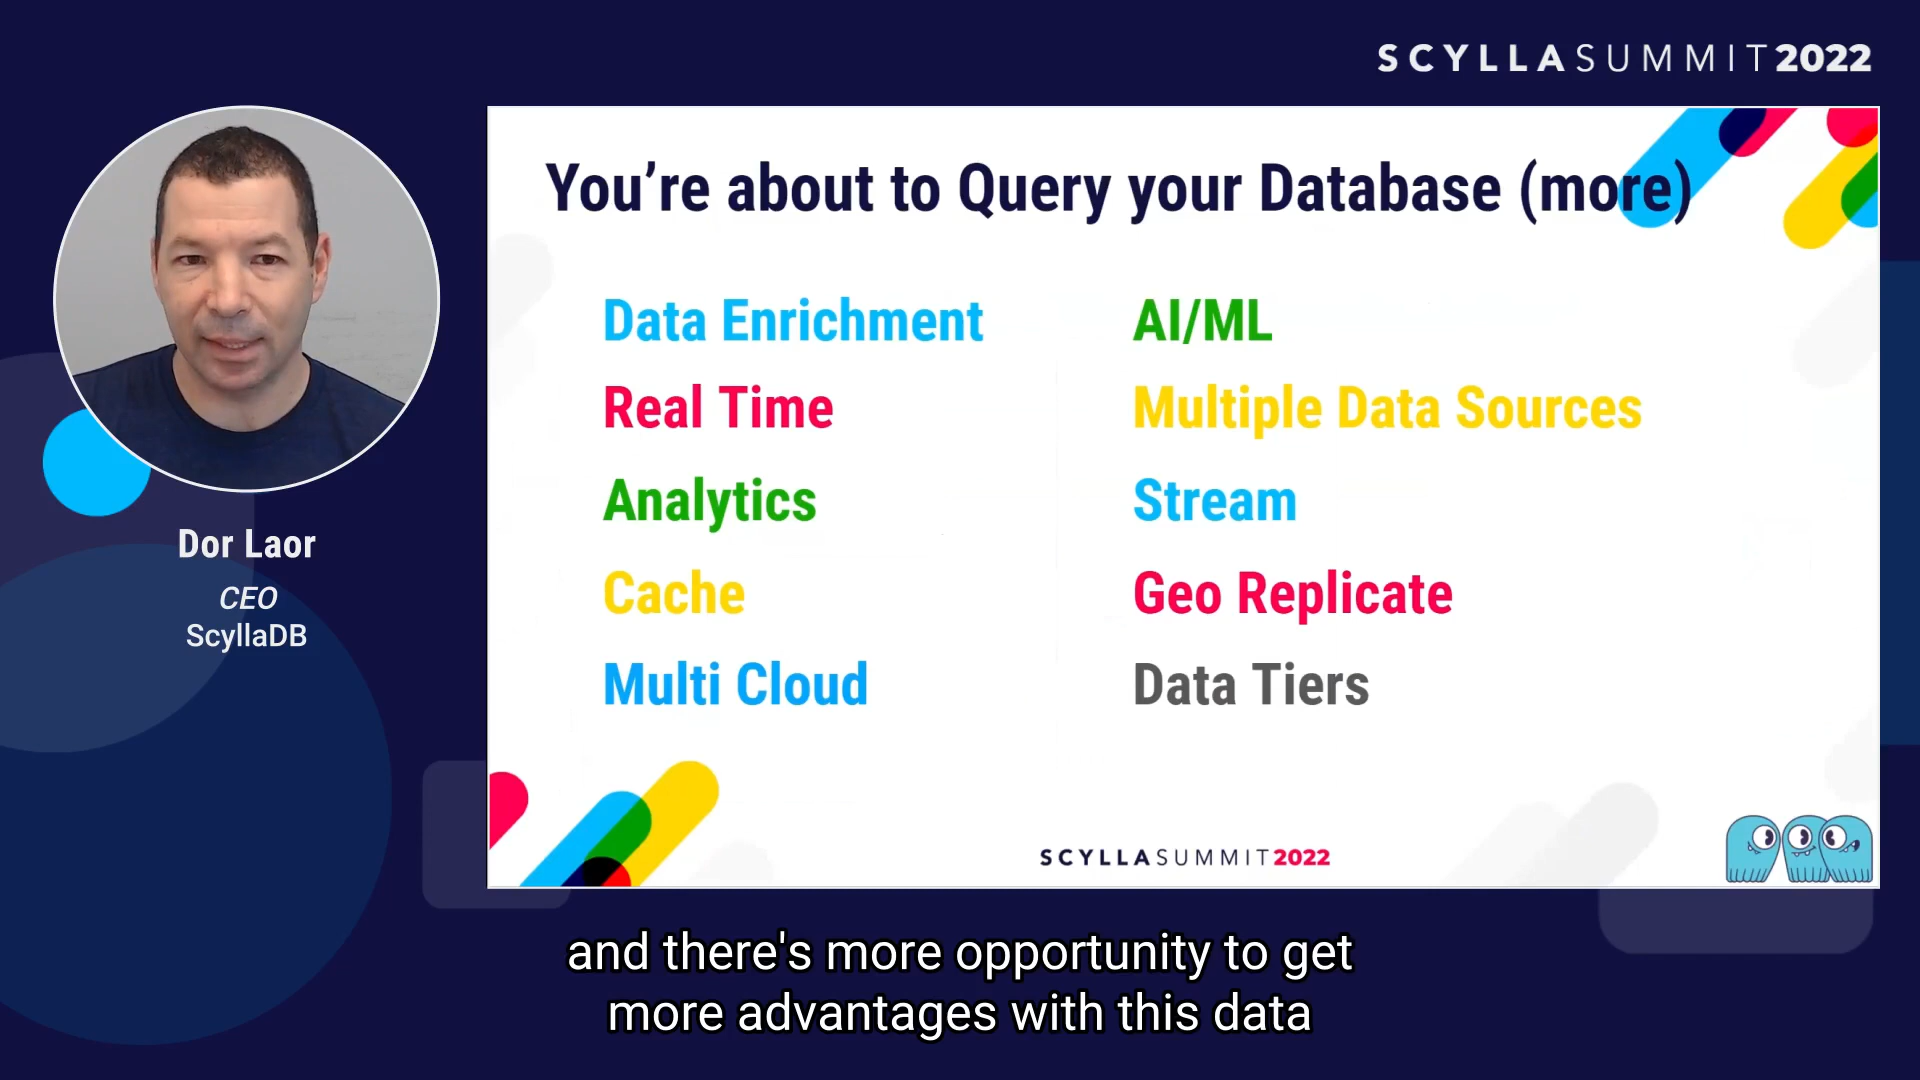 SCYLLASUMMIT2022
You're about to Query your Database (more)
Data Enrichment
AI/ML
Real Time
Multiple Data Sources
Analytics
Stream
Cache
Geo Replicate
Multi Cloud
Data Tiers
SCYLLASUMMIT2022
Dor Laor
CEO
ScyllaDB
and there's more opportunity to get
more advantages with this data